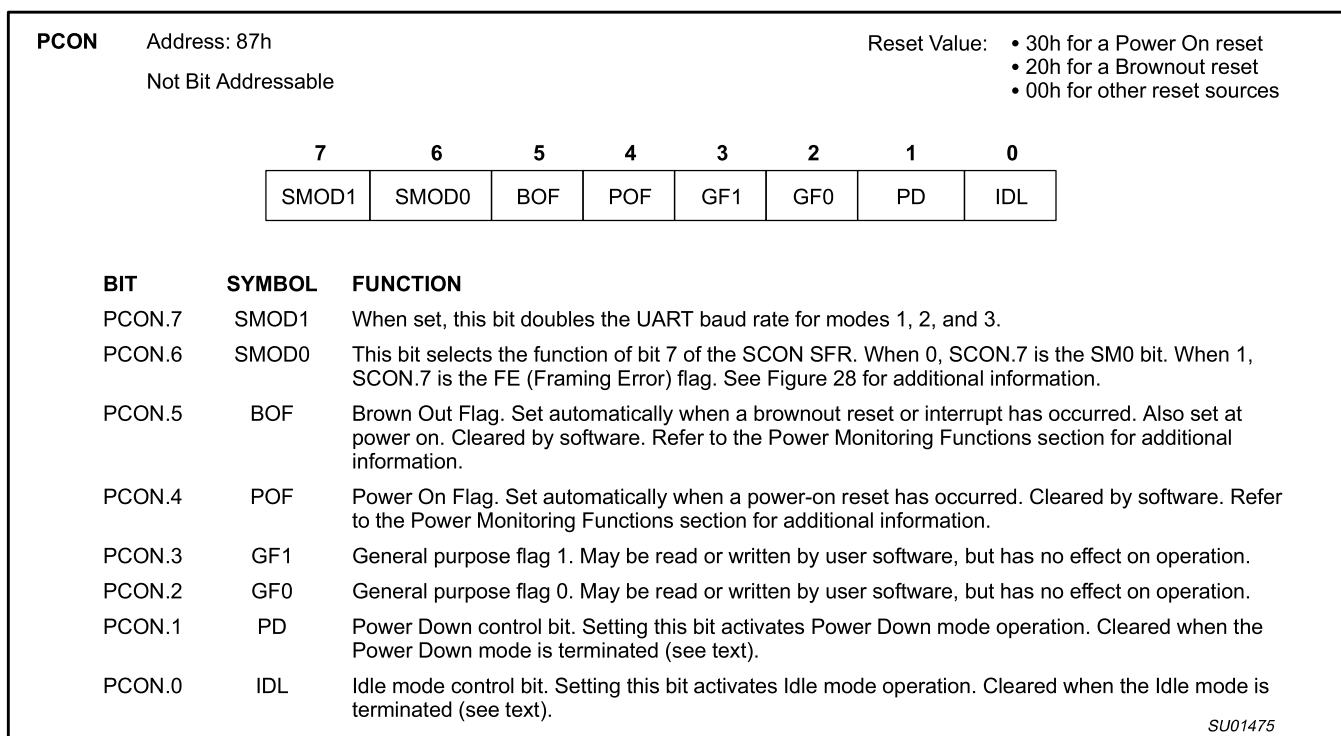 PCON Address: 87h Reset Value: • 30h for a Power On reset
• 20h for a Brownout reset
Not Bit Addressable
• 00h for other reset sources
7 6 5 4 3 2 1 0
SMOD1 SMOD0 BOF POF GF1 GF0 PD IDL
BIT SYMBOL FUNCTION
PCON.7 SMOD1 When set, this bit doubles the UART baud rate for modes 1, 2, and 3.
PCON.6 SMOD0 This bit selects the function of bit 7 of the SCON SFR. When 0, SCON.7 is the SM0 bit. When 1,
SCON.7 is the FE (Framing Error) flag. See Figure 28 for additional information.
PCON.5 BOF Brown Out Flag. Set automatically when a brownout reset or interrupt has occurred. Also set at
power on. Cleared by software. Refer to the Power Monitoring Functions section for additional
information.
PCON.4 POF Power On Flag. Set automatically when a power-on reset has occurred. Cleared by software. Refer
to the Power Monitoring Functions section for additional information.
PCON.3 GF1 General purpose flag 1. May be read or written by user software, but has no effect on operation.
PCON.2 GF0 General purpose flag 0. May be read or written by user software, but has no effect on operation.
PCON.1 PD Power Down control bit. Setting this bit activates Power Down mode operation. Cleared when the
Power Down mode is terminated (see text).
PCON.0 IDL Idle mode control bit. Setting this bit activates Idle mode operation. Cleared when the Idle mode is
terminated (see text).
SU01475